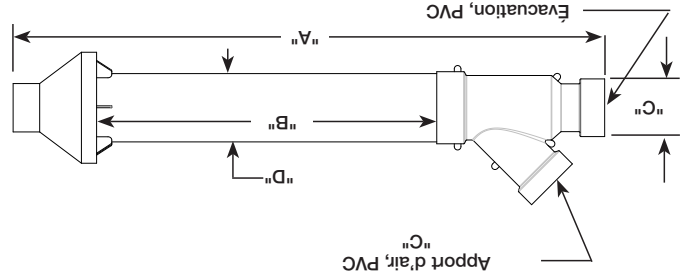 Apport d'air, PVC
"C"
"D"
"B"
"C"
"A"
Évacuation, PVC